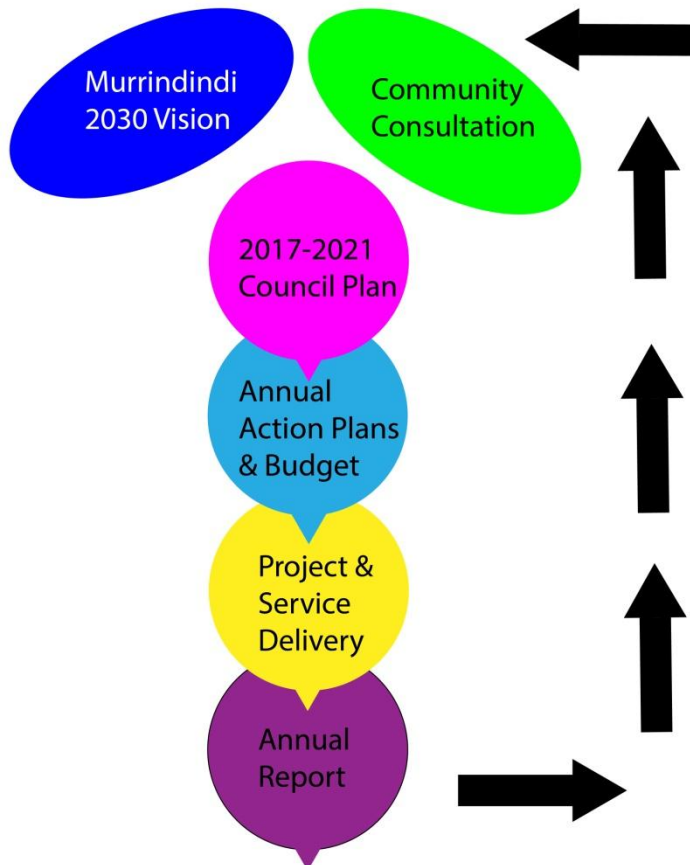 Murrindindi
2030 Vision
Community
Consultation
2017-2021
Council Plan
Annual
Action Plans
& Budget
Project &
Service
Delivery
Annual
Report